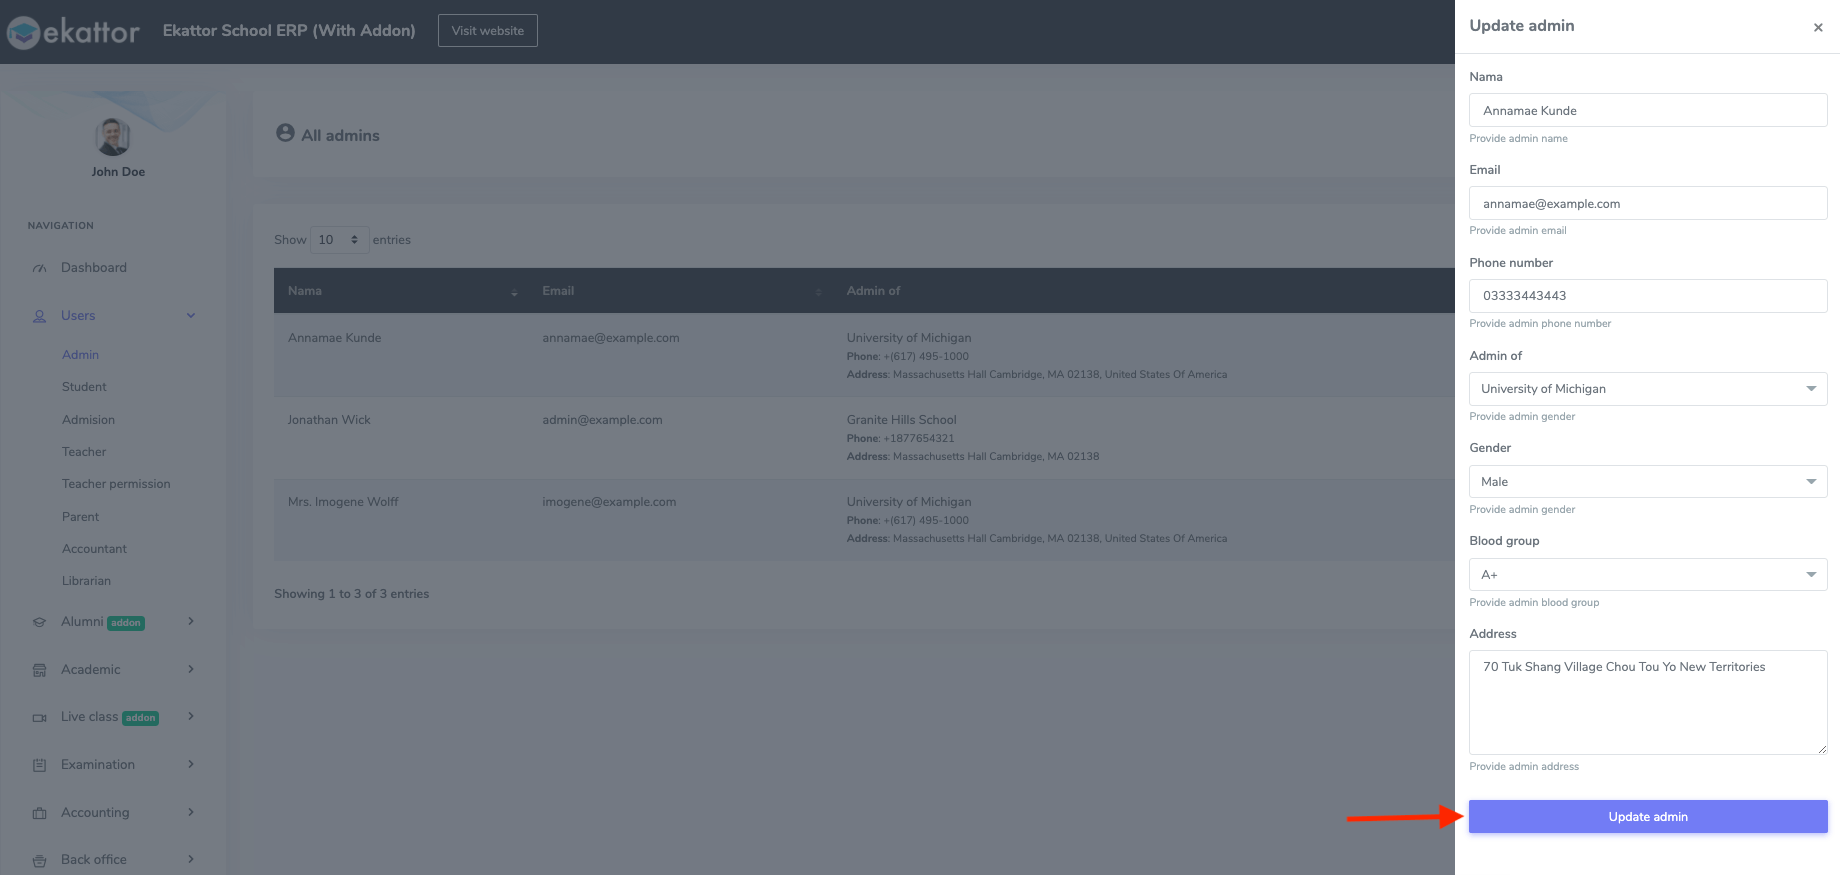 ekattor
Ekattor School ERP (With Addon)
Visit website
John Doe
NAVIGATION
Dashboard
Users
Admin
Student
Admision
Teacher
Teacher permission
Parent
Accountant
Librarian
Alumni addon
Academic
Live class addon
Examination
Accounting
Back office
All admins
Show 10 entries
Nama Email Admin of
Annamae Kunde annamae@example.com University of Michigan
Phone: +(617) 495-1000
Address: Massachusetts Hall Cambridge, MA 02138, United States Of America
Jonathan Wick admin@example.com Granite Hills School
Phone: +1877654321
Address: Massachusetts Hall Cambridge, MA 02138
Mrs. Imogene Wolff imogene@example.com University of Michigan
Phone: +(617) 495-1000
Address: Massachusetts Hall Cambridge, MA 02138, United States Of America
Showing 1 to 3 of 3 entries
Update admin ×
Nama
Annamae Kunde
Provide admin name
Email
annamae@example.com
Provide admin email
Phone number
03333443443
Provide admin phone number
Admin of
University of Michigan
Provide admin gender
Gender
Male
Provide admin gender
Blood group
A+
Provide admin blood group
Address
70 Tuk Shang Village Chou Tou Yo New Territories
Provide admin address
Update admin